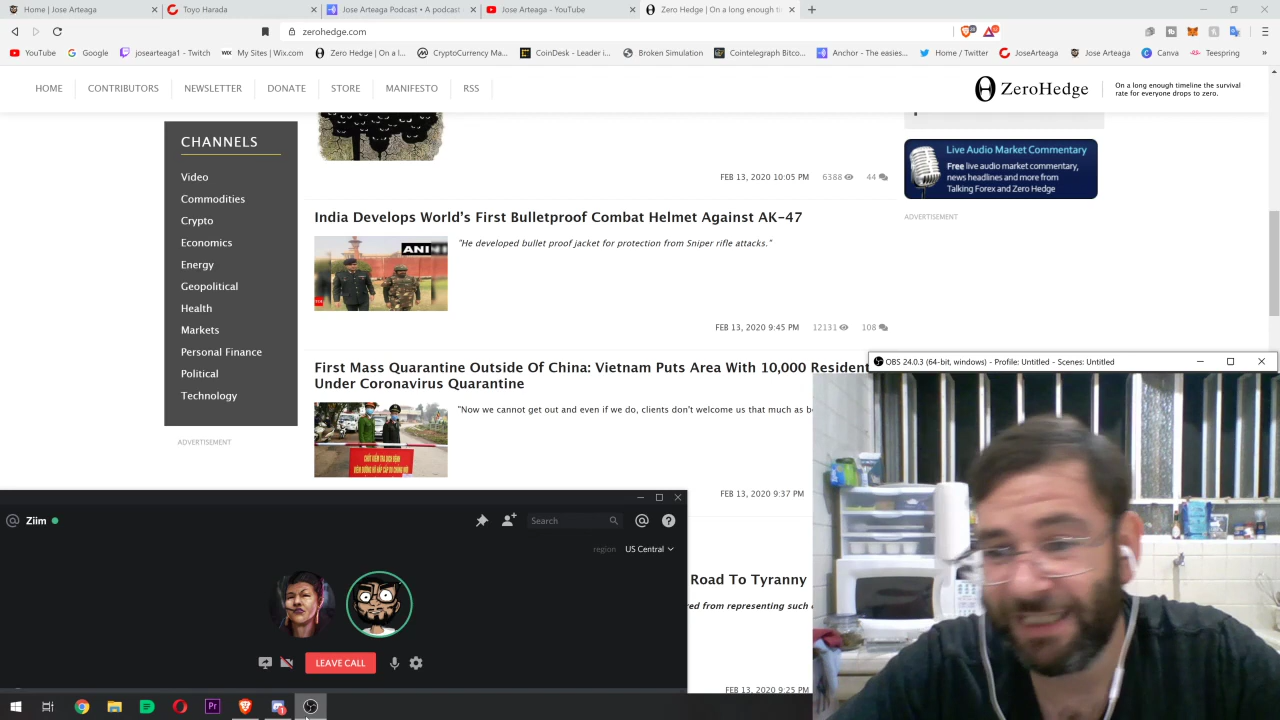 Home | Jose Arteaga
Toyo Harada
Jose Arteaga Podcast • A podcast
Jose Arteaga - YouTube
Zero Hedge | On a long enough time
zerohedge.com
YouTube
Google
josearteaga1 - Twitch
My Sites | Wix.com
Zero Hedge | On a l...
CryptoCurrency Ma...
CoinDesk - Leader i...
Broken Simulation
Cointelegraph Bitco...
Anchor - The easies...
Home / Twitter
JoseArteaga
Jose Arteaga
Canva
Teespring
HOME
CONTRIBUTORS
NEWSLETTER
DONATE
STORE
MANIFESTO
RSS
ZeroHedge
On a long enough timeline the survival
rate for everyone drops to zero.
CHANNELS
Video
Commodities
Crypto
Economics
Energy
Geopolitical
Health
Markets
Personal Finance
Political
Technology
ADVERTISEMENT
FEB 13, 2020 10:05 PM 6388 44
India Develops World's First Bulletproof Combat Helmet Against AK-47
ANI
"He developed bullet proof jacket for protection from Sniper rifle attacks."
FEB 13, 2020 9:45 PM 12131 108
First Mass Quarantine Outside Of China: Vietnam Puts Area With 10,000 Resident
Under Coronavirus Quarantine
"Now we cannot get out and even if we do, clients don't welcome us that much as be
FEB 13, 2020 9:37 PM
Road To Tyranny
red from representing such
FEB 13, 2020 9:25 PM
Live Audio Market Commentary
Free live audio market commentary,
news headlines and more from
Talking Forex and Zero Hedge
ADVERTISEMENT
OBS 24.0.3 (64-bit, windows) - Profile: Untitled - Scenes: Untitled
Ziim
Search
region US Central
LEAVE CALL
Pr